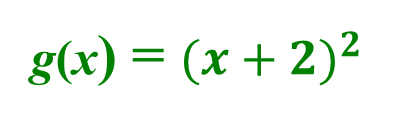 g(x) = (x + 2)²